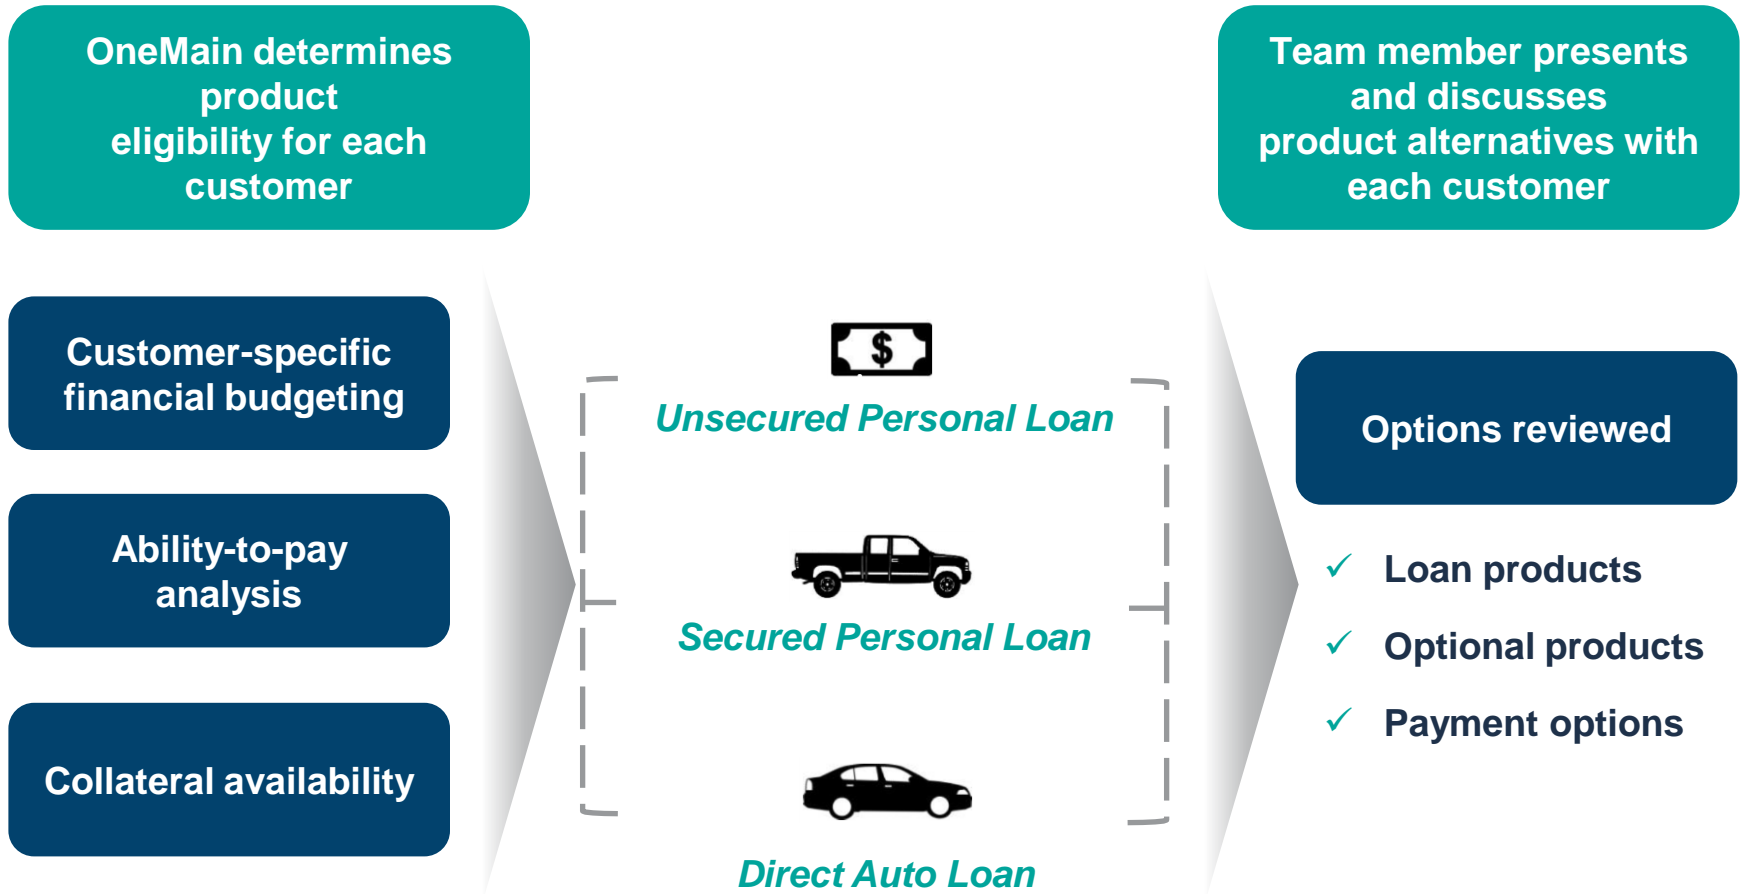 OneMain determines
product
eligibility for each
customer
Customer-specific
financial budgeting
Ability-to-pay
analysis
Collateral availability
$
Unsecured Personal Loan
Secured Personal Loan
Direct Auto Loan
Team member presents
and discusses
product alternatives with
each customer
Options reviewed
✓ Loan products
✓ Optional products
✓ Payment options